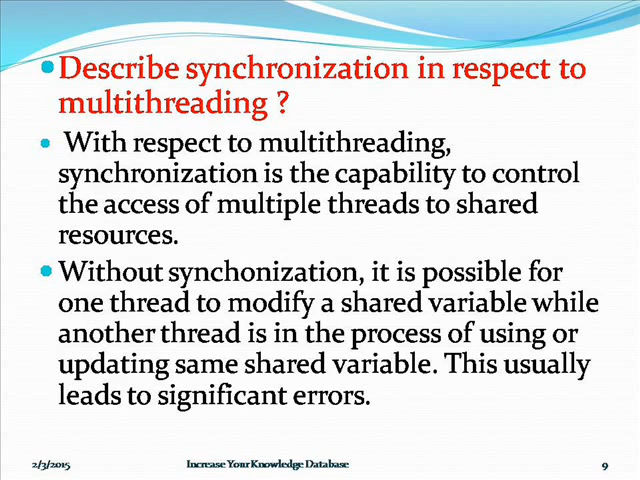 Describe synchronization in respect to
multithreading ?
With respect to multithreading,
synchronization is the capability to control
the access of multiple threads to shared
resources.
Without synchonization, it is possible for
one thread to modify a shared variable while
another thread is in the process of using or
updating same shared variable. This usually
leads to significant errors.
2/3/2015 Increase Your Knowledge Database 9